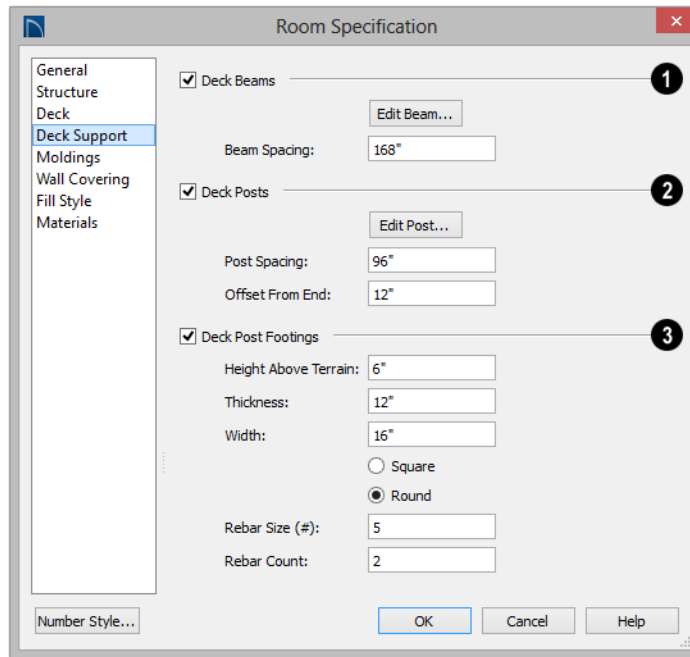 Room Specification
×
General
Structure
Deck
Deck Support
Moldings
Wall Covering
Fill Style
Materials
Deck Beams
1
Edit Beam...
Beam Spacing: 168"
Deck Posts
2
Edit Post...
Post Spacing: 96"
Offset From End: 12"
Deck Post Footings
3
Height Above Terrain: 6"
Thickness: 12"
Width: 16"
Square
Round
Rebar Size (#): 5
Rebar Count: 2
Number Style... OK Cancel Help